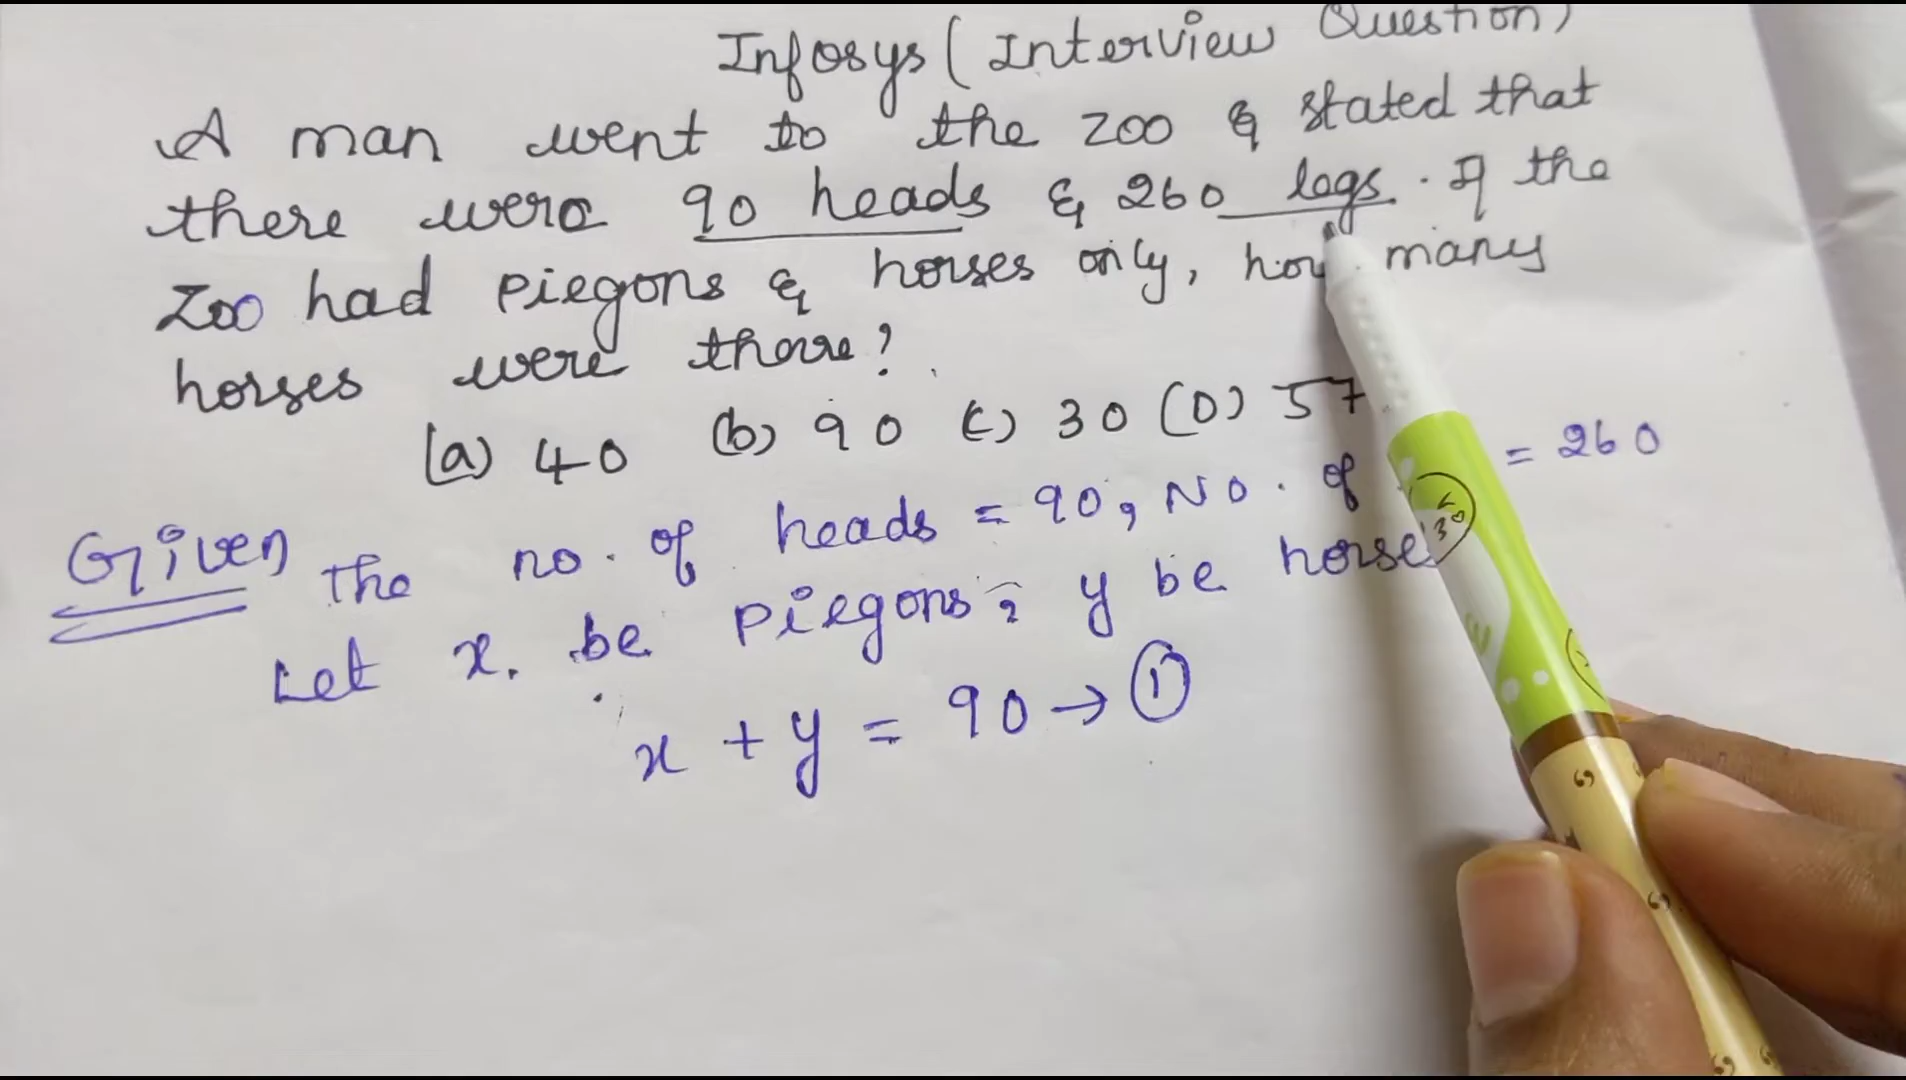 Infosys (Interview Question)
A man went to the zoo & stated that
there were 90 heads & 260 legs. If the
Zoo had piegons & horses only, how many
horses were there?
(a) 40 (b) 90 (c) 30 (D) 57
Given the no. of heads = 90, No. of = 260
Let x. be piegons, y be horse
x + y = 90 → ①